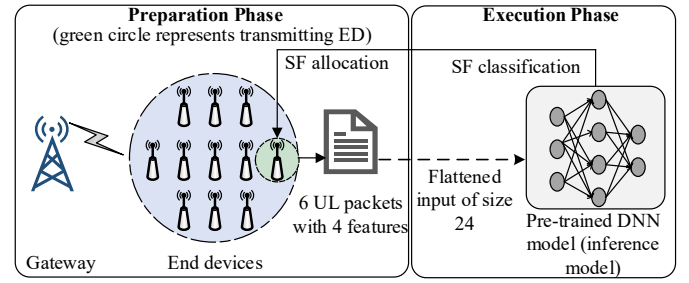 Preparation Phase
(green circle represents transmitting ED)
SF allocation
6 UL packets
with 4 features
Gateway
End devices
Execution Phase
SF classification
Flattened
input of size
24
Pre-trained DNN
model (inference
model)